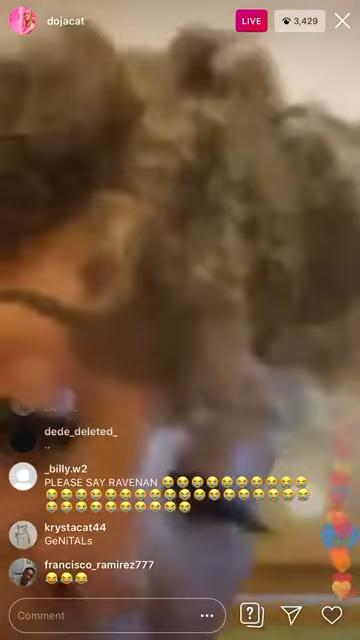 dojacat
LIVE
3,429
dede_deleted_
..
_billy.w2
PLEASE SAY RAVENAN 😂😂😂😂😂😂😂😂😂😂
😂😂😂😂😂😂😂😂😂😂😂😂😂😂😂😂😂😂
😂😂😂😂😂😂😂😂😂😂
krystacat44
GeNiTALs
francisco_ramirez777
😂😂😂
Comment